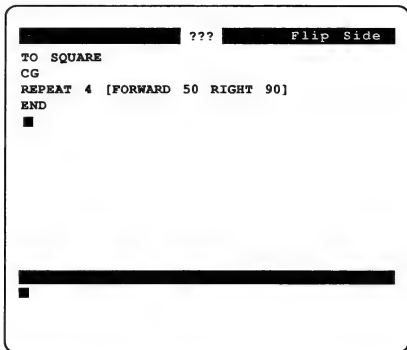 ??? Flip Side
TO SQUARE
CG
REPEAT 4 [FORWARD 50 RIGHT 90]
END